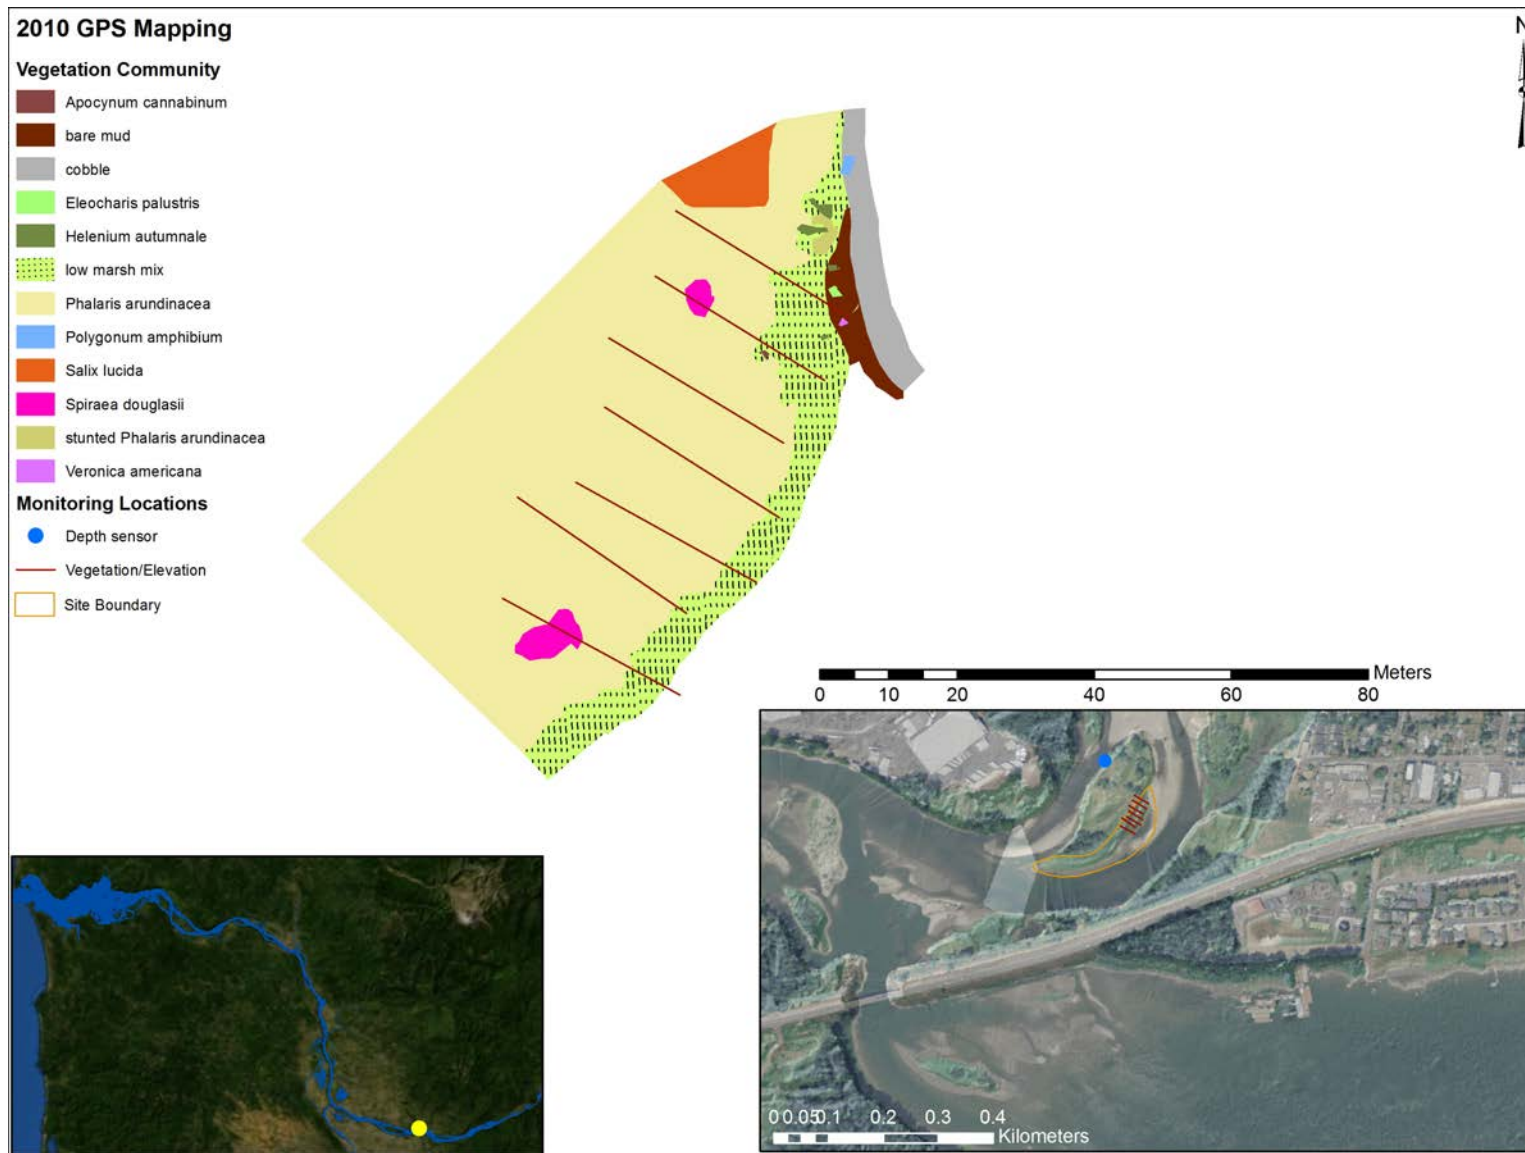 2010 GPS Mapping
N
Vegetation Community
Apocynum cannabinum
bare mud
cobble
Eleocharis palustris
Helenium autumnale
low marsh mix
Phalaris arundinacea
Polygonum amphibium
Salix lucida
Spiraea douglasii
stunted Phalaris arundinacea
Veronica americana
Monitoring Locations
Depth sensor
Vegetation/Elevation
Site Boundary
Meters
0 10 20 40 60 80
0 0.05 0.1 0.2 0.3 0.4
Kilometers